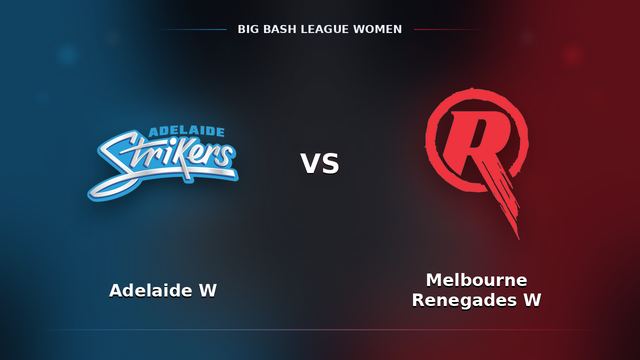 BIG BASH LEAGUE WOMEN
ADELAIDE
Strikers
R
VS
Adelaide W
Melbourne
Renegades W